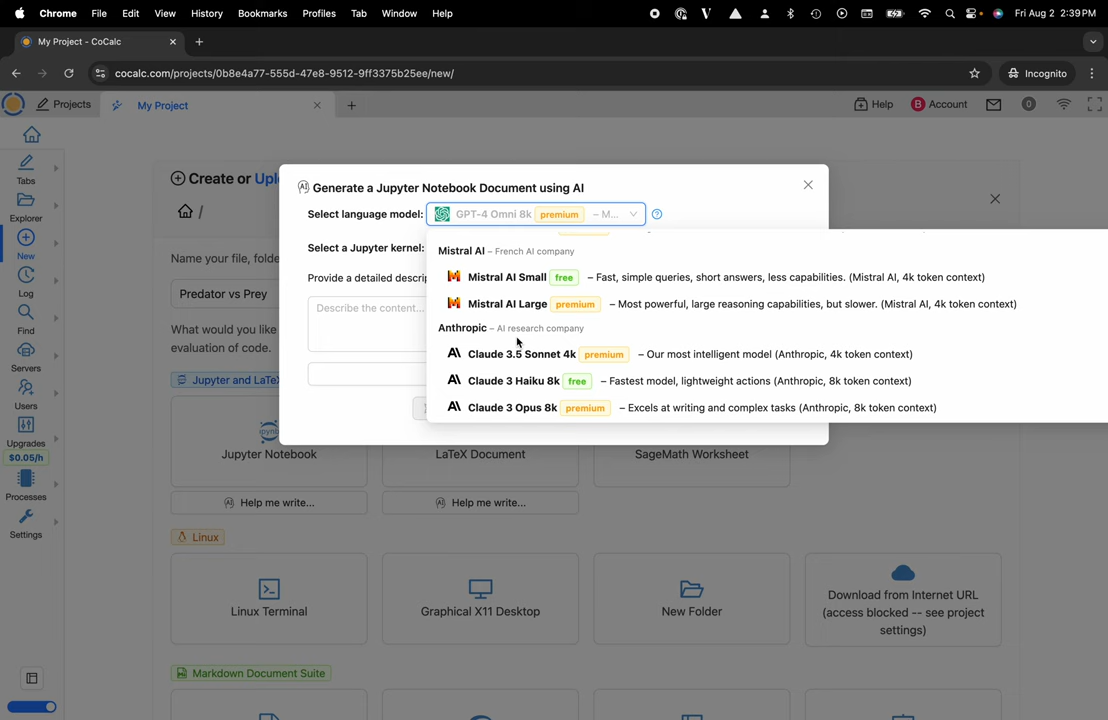 Chrome File Edit View History Bookmarks Profiles Tab Window Help Fri Aug 2 2:39 PM
My Project - CoCalc
cocalc.com/projects/0b8e4a77-555d-47e8-9512-9ff3375b25ee/new/ Incognito
Projects My Project Help B Account 0
Tabs
Explorer
New
Log
Find
Servers
Users
Upgrades
$0.05/h
Processes
Settings
Create or Uplo
/
Name your file, folde
Predator vs Prey
What would you like
evaluation of code.
Jupyter and LaTeX
AI Generate a Jupyter Notebook Document using AI
Select language model: GPT-4 Omni 8k premium – M...
Select a Jupyter kernel:
Provide a detailed descrip
Describe the content...
Mistral AI – French AI company
Mistral AI Small free – Fast, simple queries, short answers, less capabilities. (Mistral AI, 4k token context)
Mistral AI Large premium – Most powerful, large reasoning capabilities, but slower. (Mistral AI, 4k token context)
Anthropic – AI research company
Claude 3.5 Sonnet 4k premium – Our most intelligent model (Anthropic, 4k token context)
Claude 3 Haiku 8k free – Fastest model, lightweight actions (Anthropic, 8k token context)
Claude 3 Opus 8k premium – Excels at writing and complex tasks (Anthropic, 8k token context)
ipynb
Jupyter Notebook LaTeX Document SageMath Worksheet
AI Help me write... AI Help me write...
Linux
Linux Terminal Graphical X11 Desktop New Folder
Download from Internet URL
(access blocked -- see project
settings)
Markdown Document Suite